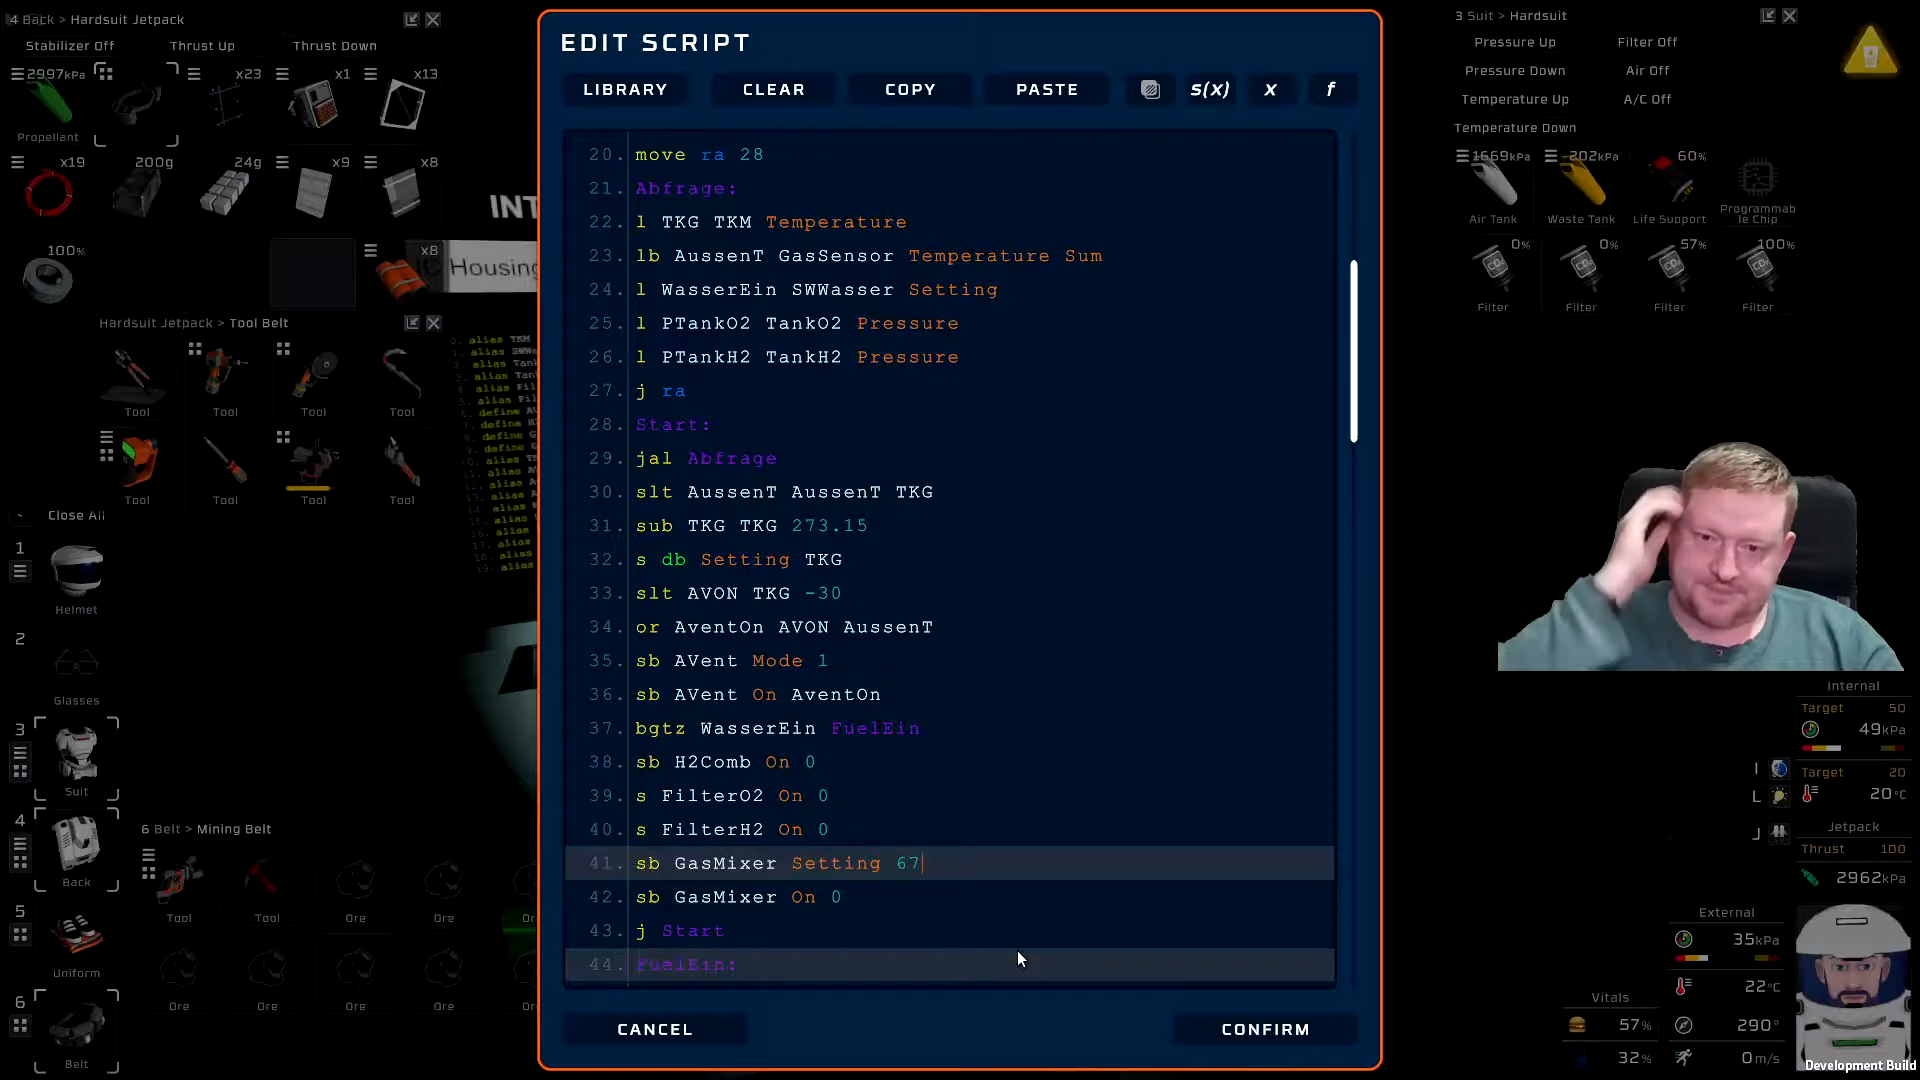 4 Back > Hardsuit Jetpack
Stabilizer Off
Thrust Up
Thrust Down
2997kPa
x23
x1
x13
Propellant
x19
200g
24g
x9
x8
100%
x8
INT
IC Housing
Hardsuit Jetpack > Tool Belt
Tool
Tool
Tool
Tool
Tool
Tool
Tool
Tool
Close All
1
Helmet
2
Glasses
3
Suit
4
Back
5
Uniform
6
Belt
6 Belt > Mining Belt
Tool
Tool
Ore
Ore
Or
Ore
Ore
Ore
Ore
Or
EDIT SCRIPT
LIBRARY
CLEAR
COPY
PASTE
s(x)
x
f
20. move ra 28
21. Abfrage:
22. l TKG TKM Temperature
23. lb AussenT GasSensor Temperature Sum
24. l WasserEin SWWasser Setting
25. l PTankO2 TankO2 Pressure
26. l PTankH2 TankH2 Pressure
27. j ra
28. Start:
29. jal Abfrage
30. slt AussenT AussenT TKG
31. sub TKG TKG 273.15
32. s db Setting TKG
33. slt AVON TKG -30
34. or AventOn AVON AussenT
35. sb AVent Mode 1
36. sb AVent On AventOn
37. bgtz WasserEin FuelEin
38. sb H2Comb On 0
39. s FilterO2 On 0
40. s FilterH2 On 0
41. sb GasMixer Setting 67
42. sb GasMixer On 0
43. j Start
44. FuelEin:
CANCEL
CONFIRM
3 Suit > Hardsuit
Pressure Up
Filter Off
Pressure Down
Air Off
Temperature Up
A/C Off
Temperature Down
1669kPa
202kPa
60%
Air Tank
Waste Tank
Life Support
Programmab
le Chip
0%
0%
57%
100%
Filter
Filter
Filter
Filter
Internal
Target 50
49kPa
I
Target 20
L
20°C
J
Jetpack
Thrust 100
2962kPa
External
35kPa
22°C
Vitals
57%
290°
32%
0m/s
Development Build